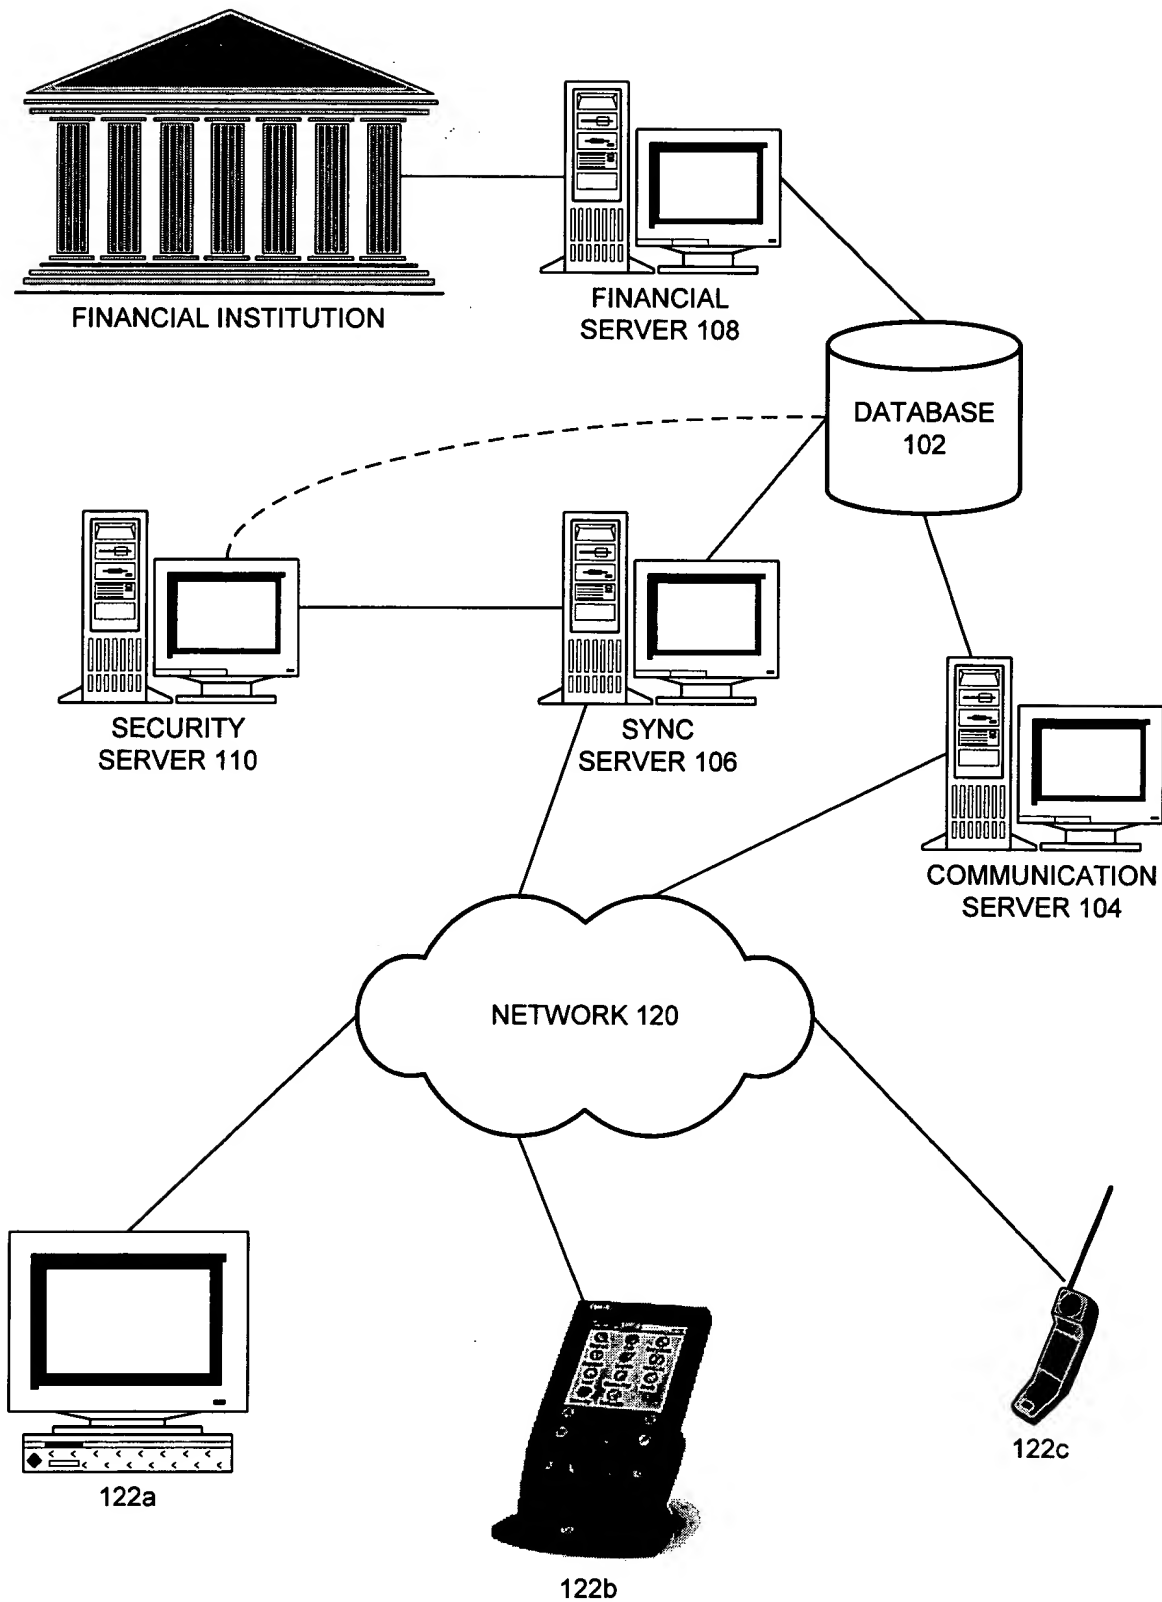 FINANCIAL INSTITUTION
FINANCIAL
SERVER 108
DATABASE
102
SECURITY
SERVER 110
SYNC
SERVER 106
COMMUNICATION
SERVER 104
NETWORK 120
122a
122b
122c